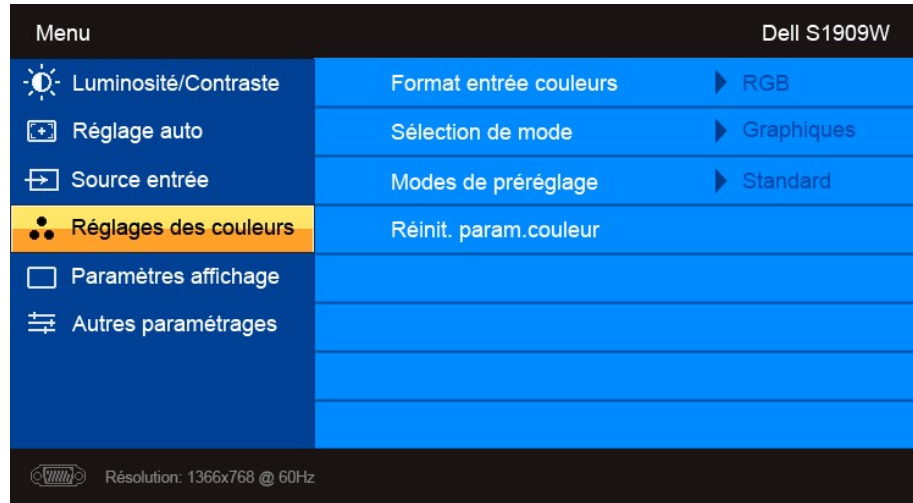 Menu Dell S1909W
Luminosité/Contraste Format entrée couleurs RGB
Réglage auto Sélection de mode Graphiques
Source entrée Modes de préréglage Standard
Réglages des couleurs Réinit. param.couleur
Paramètres affichage
Autres paramétrages
Résolution: 1366x768 @ 60Hz